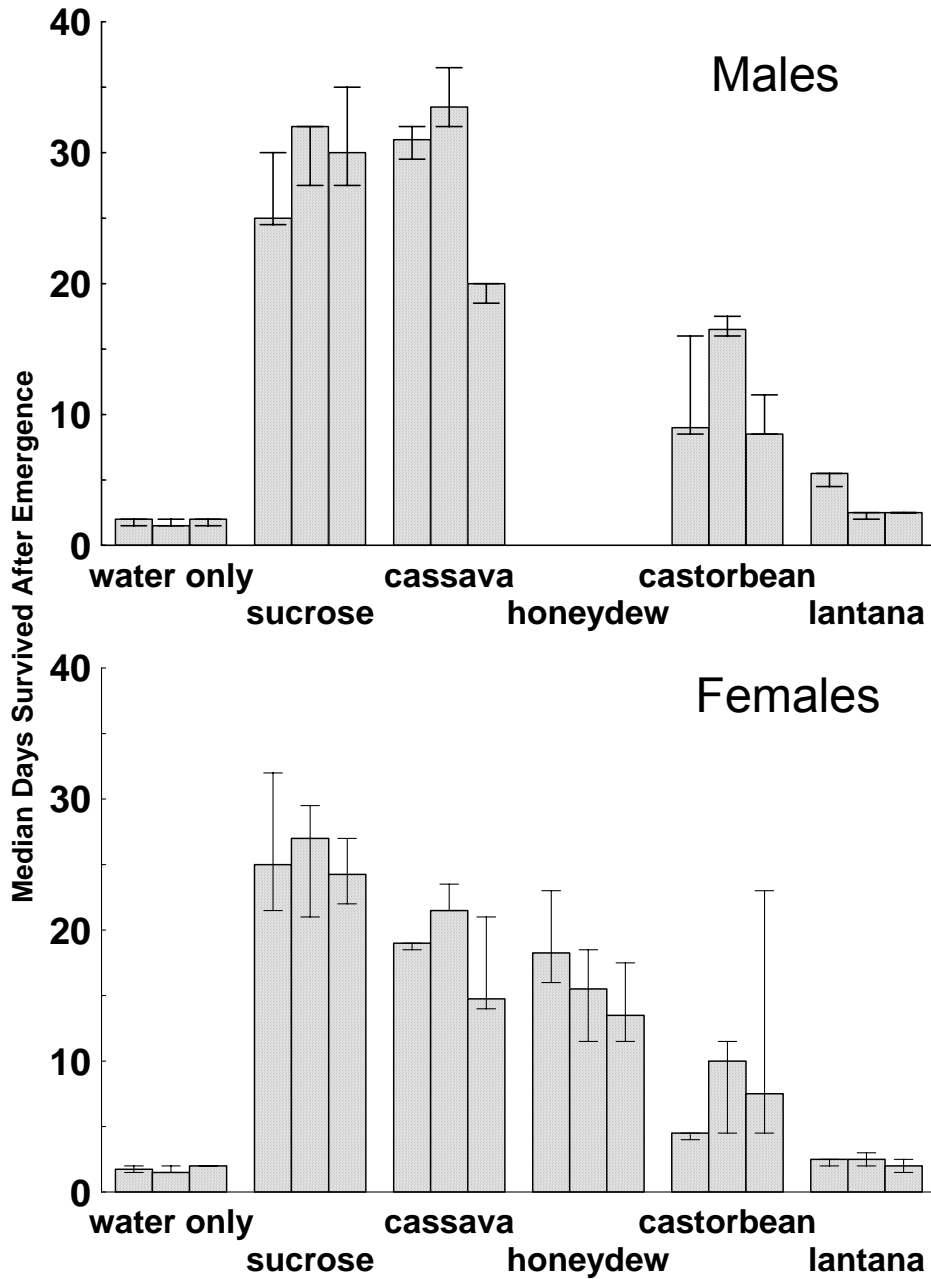 Median Days Survived After Emergence
Males
40
30
20
10
0
water only
cassava
castorbean
sucrose
honeydew
lantana
Females
40
30
20
10
0
water only
cassava
castorbean
sucrose
honeydew
lantana